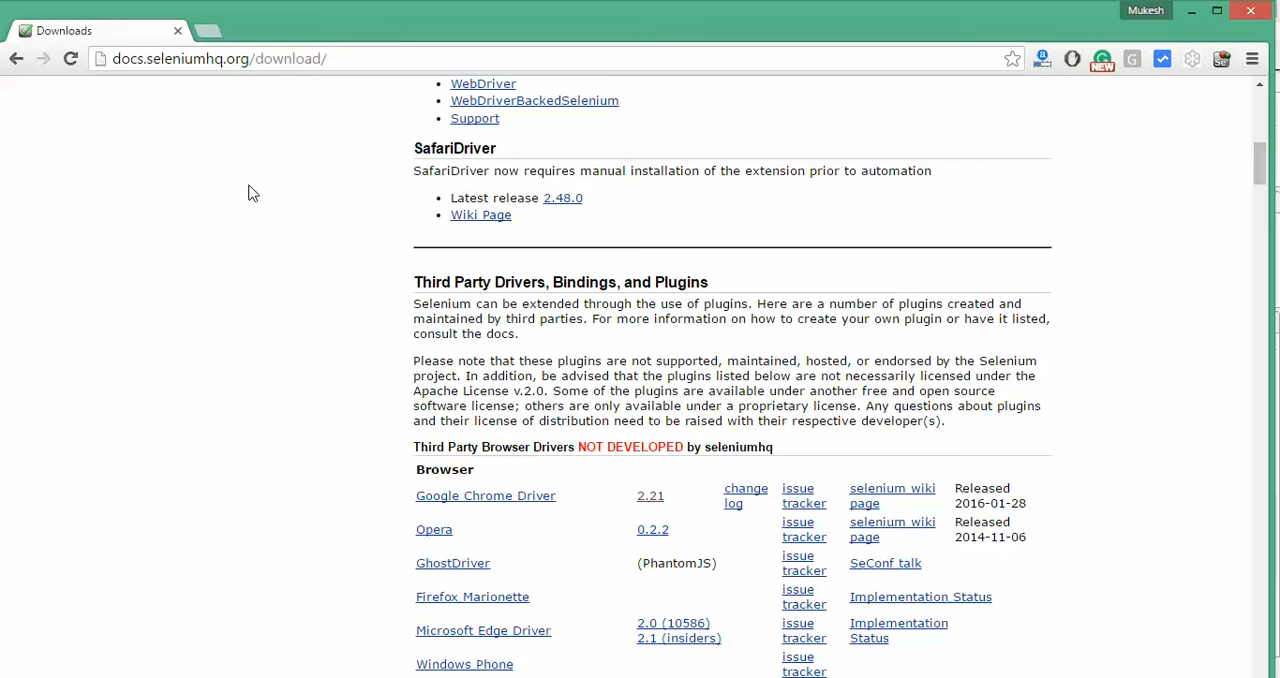 Mukesh
Downloads
docs.seleniumhq.org/download/
NEW
G
Se
• WebDriver
• WebDriverBackedSelenium
• Support
SafariDriver
SafariDriver now requires manual installation of the extension prior to automation
• Latest release 2.48.0
• Wiki Page
Third Party Drivers, Bindings, and Plugins
Selenium can be extended through the use of plugins. Here are a number of plugins created and
maintained by third parties. For more information on how to create your own plugin or have it listed,
consult the docs.
Please note that these plugins are not supported, maintained, hosted, or endorsed by the Selenium
project. In addition, be advised that the plugins listed below are not necessarily licensed under the
Apache License v.2.0. Some of the plugins are available under another free and open source
software license; others are only available under a proprietary license. Any questions about plugins
and their license of distribution need to be raised with their respective developer(s).
Third Party Browser Drivers NOT DEVELOPED by seleniumhq
Browser
Google Chrome Driver 2.21 change log issue tracker selenium wiki page Released 2016-01-28
Opera 0.2.2 issue tracker selenium wiki page Released 2014-11-06
GhostDriver (PhantomJS) issue tracker SeConf talk
Firefox Marionette issue tracker Implementation Status
Microsoft Edge Driver 2.0 (10586) 2.1 (insiders) issue tracker Implementation Status
Windows Phone issue tracker